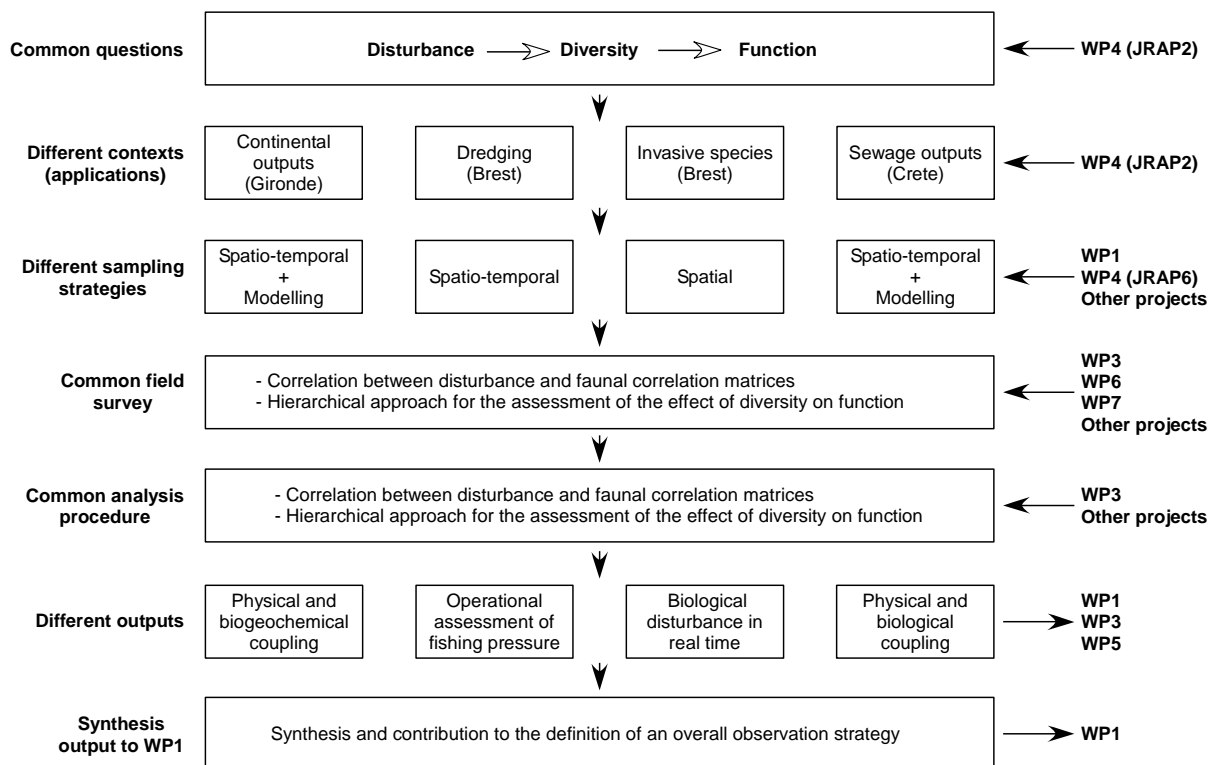 Common questions
Disturbance Diversity Function
WP4 (JRAP2)
Different contexts
(applications)
Continental
outputs
(Gironde)
Dredging
(Brest)
Invasive species
(Brest)
Sewage outputs
(Crete)
WP4 (JRAP2)
Different sampling
strategies
Spatio-temporal
+
Modelling
Spatio-temporal
Spatial
Spatio-temporal
+
Modelling
WP1
WP4 (JRAP6)
Other projects
Common field
survey
- Correlation between disturbance and faunal correlation matrices
- Hierarchical approach for the assessment of the effect of diversity on function
WP3
WP6
WP7
Other projects
Common analysis
procedure
- Correlation between disturbance and faunal correlation matrices
- Hierarchical approach for the assessment of the effect of diversity on function
WP3
Other projects
Different outputs
Physical and
biogeochemical
coupling
Operational
assessment of
fishing pressure
Biological
disturbance in
real time
Physical and
biological
coupling
WP1
WP3
WP5
Synthesis
output to WP1
Synthesis and contribution to the definition of an overall observation strategy
WP1